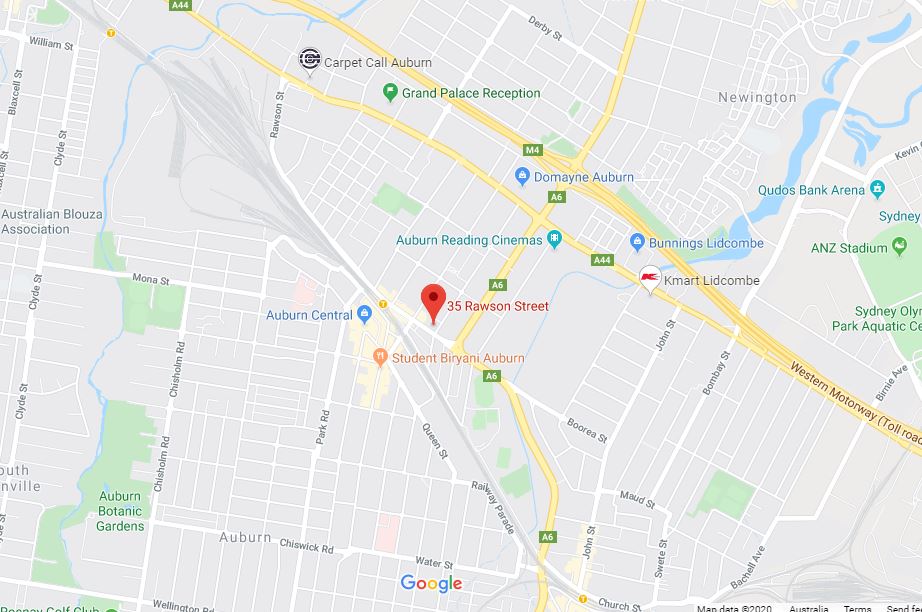 A44
William St
Blaxcell St
Clyde St
Carpet Call Auburn
Derby St
Grand Palace Reception
Newington
Rawson St
M4
Kevin C
Domayne Auburn
A6
Qudos Bank Arena
Sydney
Australian Blouza
Association
Auburn Reading Cinemas
Bunnings Lidcombe
ANZ Stadium
A44
Kmart Lidcombe
Mona St
Clyde St
A6
35 Rawson Street
Auburn Central
Sydney Oly
Park Aquatic Ce
John St
Student Biryani Auburn
A6
Bombay St
Western Motorway (Toll road
Birnie Ave
Chisholm Rd
Clyde St
Park Rd
Queen St
Boorea St
Chisholm Rd
outh
nville
Auburn
Botanic
Gardens
Railway Parade
Maud St
Auburn
Chiswick Rd
A6
John St
Swete St
Bachell Ave
Water St
Google
Wellington Rd
Church St
Map data ©2020 Australia Terms Send fe